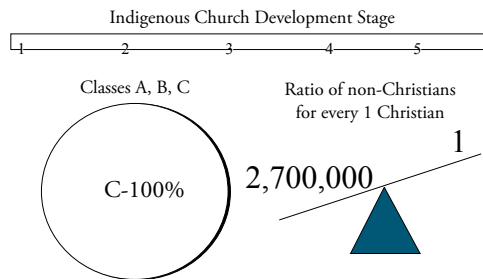 Indigenous Church Development Stage
1 2 3 4 5
Classes A, B, C
C-100%
Ratio of non-Christians
for every 1 Christian
1
2,700,000